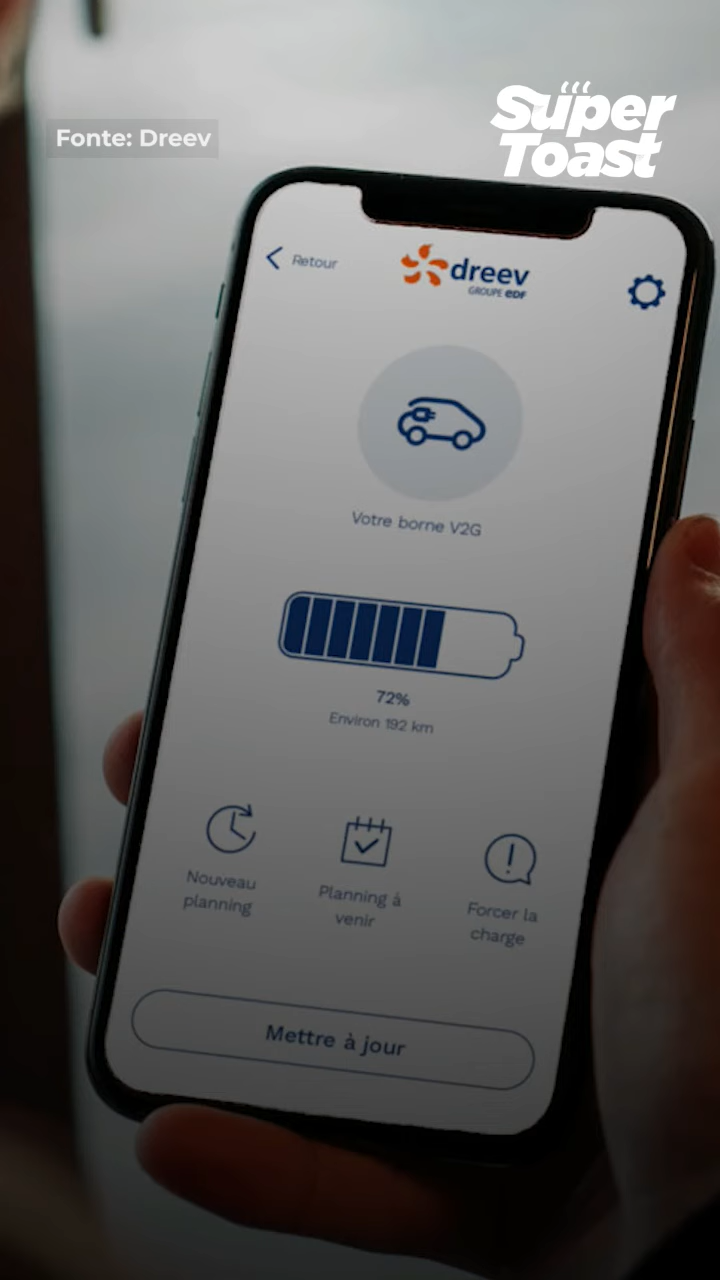 Fonte: Dreev
Super
Toast
Retour
dreev
GROUPE eDF
Votre borne V2G
72%
Environ 192 km
Nouveau
planning
Planning à
venir
Forcer la
charge
Mettre à jour